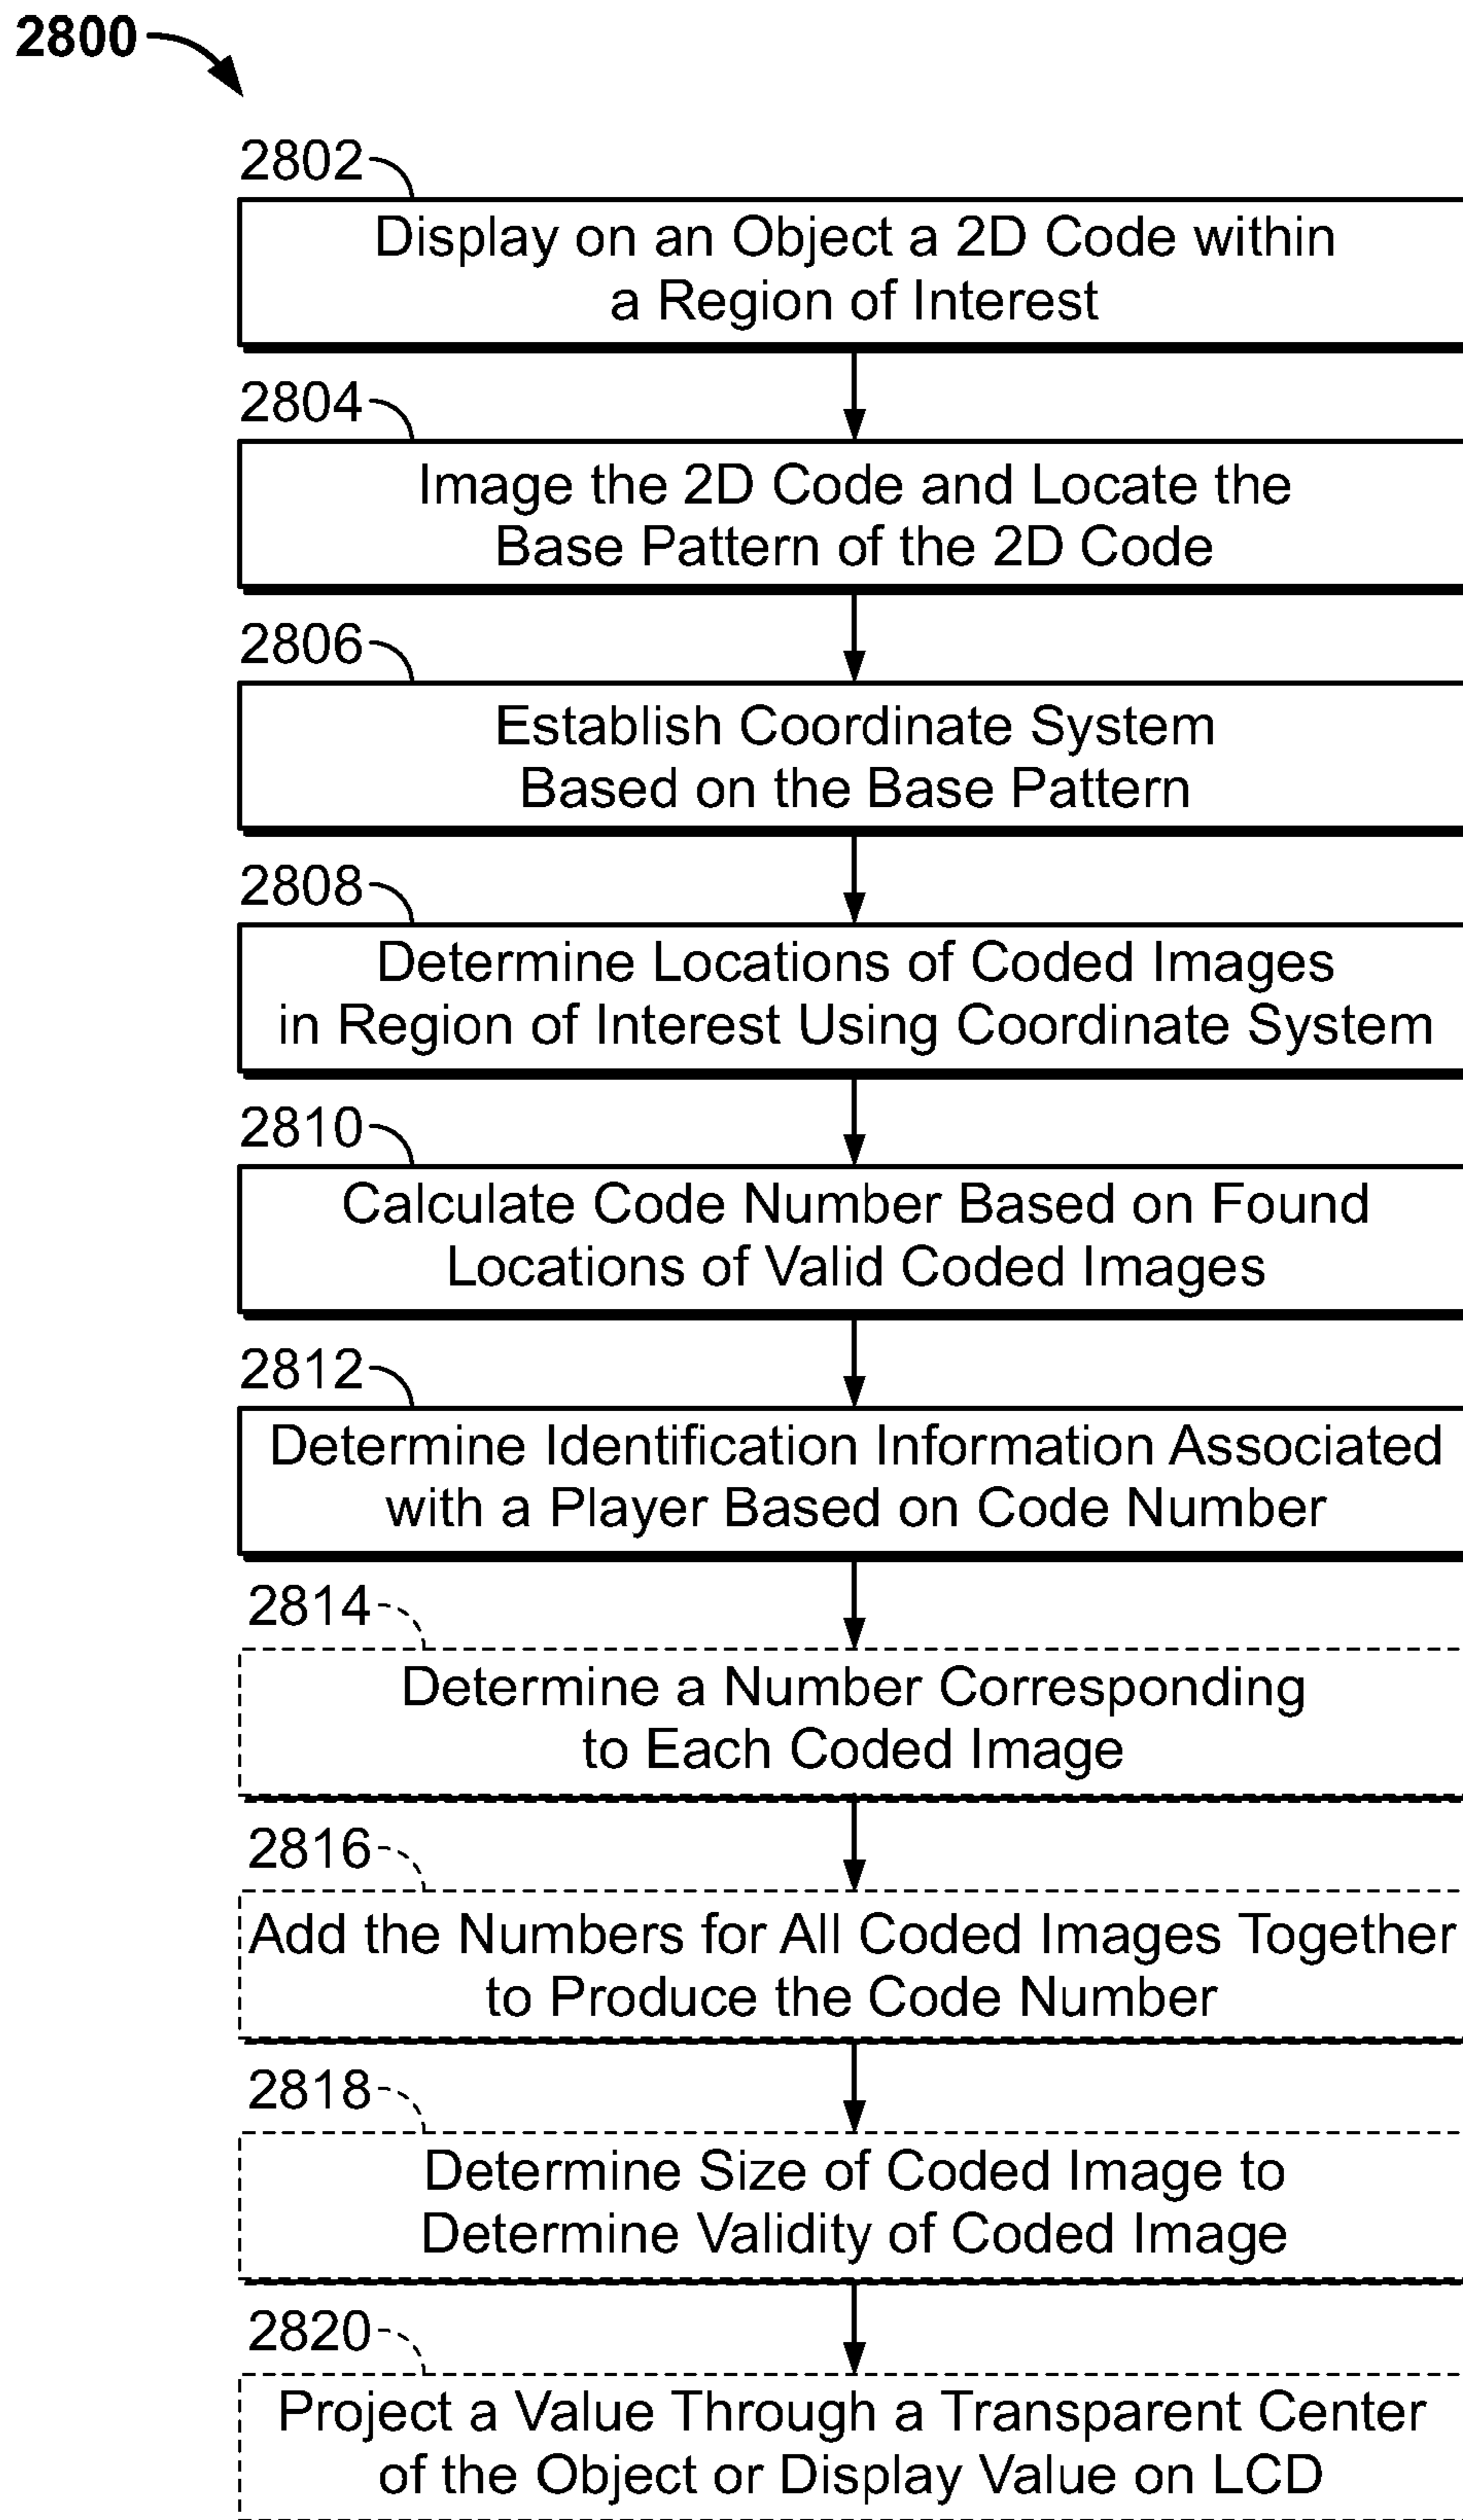 2800
2802
Display on an Object a 2D Code within
a Region of Interest
2804
Image the 2D Code and Locate the
Base Pattern of the 2D Code
2806
Establish Coordinate System
Based on the Base Pattern
2808
Determine Locations of Coded Images
in Region of Interest Using Coordinate System
2810
Calculate Code Number Based on Found
Locations of Valid Coded Images
2812
Determine Identification Information Associated
with a Player Based on Code Number
2814
Determine a Number Corresponding
to Each Coded Image
2816
Add the Numbers for All Coded Images Together
to Produce the Code Number
2818
Determine Size of Coded Image to
Determine Validity of Coded Image
2820
Project a Value Through a Transparent Center
of the Object or Display Value on LCD